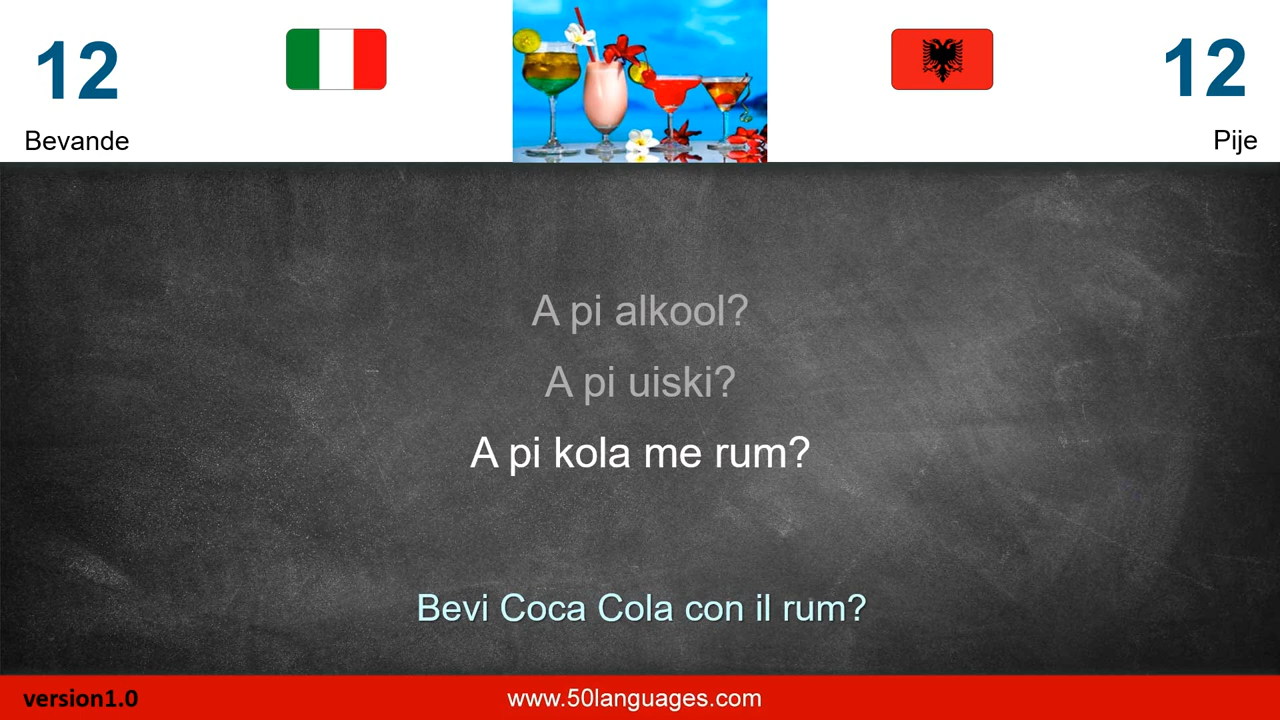 12
12
Bevande
Pije
A pi alkool?
A pi uiski?
A pi kola me rum?
Bevi Coca Cola con il rum?
version1.0
www.50languages.com